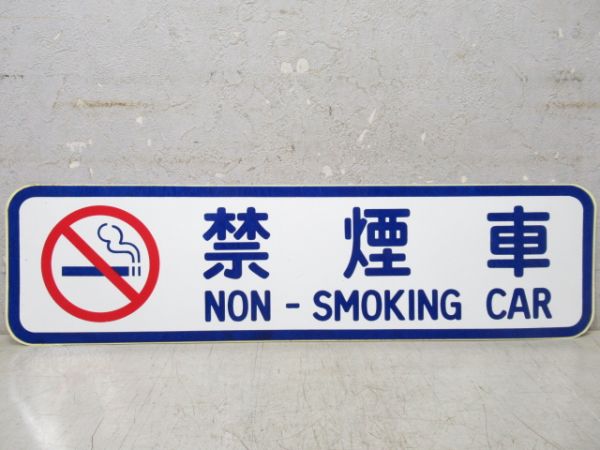 禁煙車
NON - SMOKING CAR